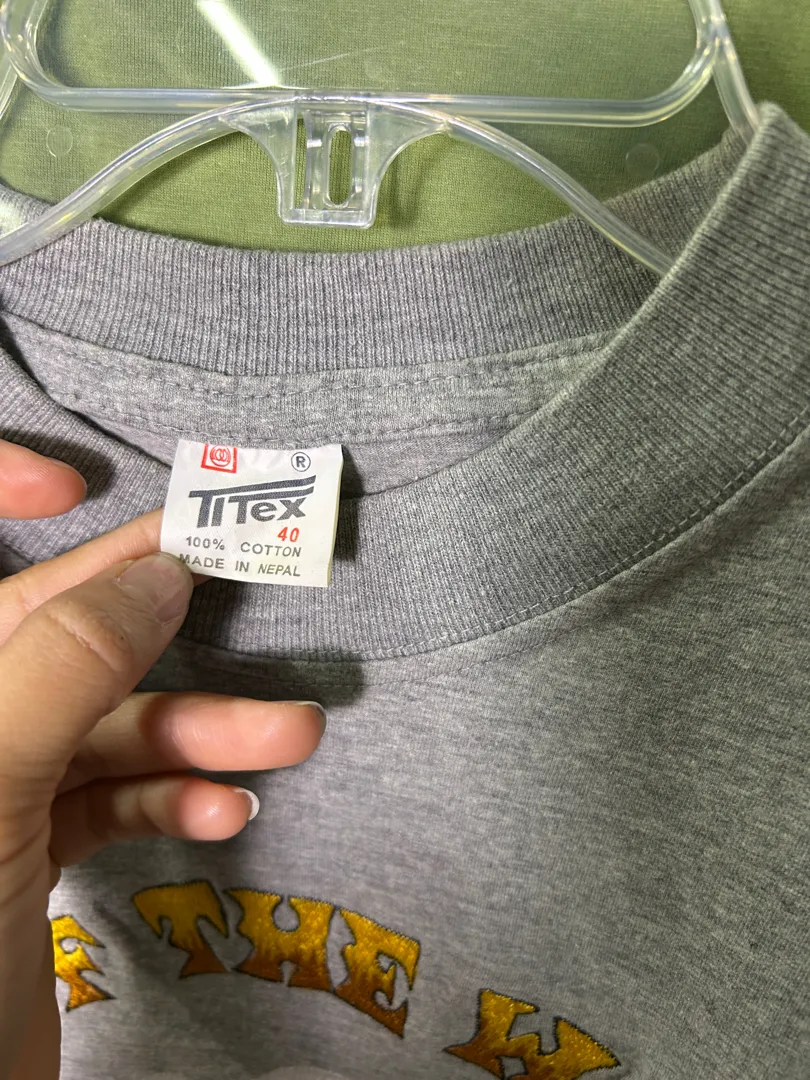 ®
TITex
40
100% COTTON
MADE IN NEPAL
F THE W